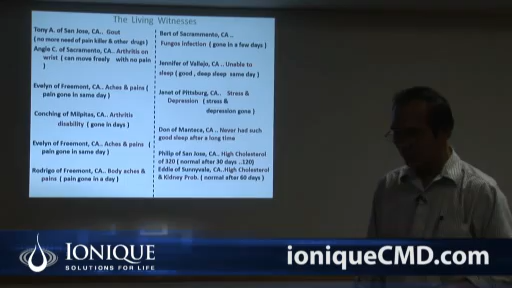 The Living Witnesses
Tony A. of San Jose, CA.. Gout
( no more need of pain killer & other drugs)
Angie C. of Sacramento, CA.. Arthritis on
wrist ( can move freely with no pain
)
Evelyn of Freemont, CA.. Aches & pains (
pain gone in same day )
Conching of Milpitas, CA.. Arthritis
disability ( gone in days )
Evelyn of Freemont, CA.. Aches & pains (
pain gone in same day )
Rodrigo of Freemont, CA.. Body aches &
pains ( pain gone in a day )
Bert of Sacrammento, CA ..
Fungos Infection ( gone in a few days )
Jennifer of Vallejo, CA .. Unable to
sleep ( good , deep sleep same day )
Janet of Pittsburg, CA.. Stress &
Depression ( stress &
depression gone )
Don of Manteca, CA .. Never had such
good sleep after a long time
Philip of San Jose, CA.. High Cholesterol
of 320 ( normal after 30 days ..120)
Eddie of Sunnyvale, CA..High Cholesterol
& Kidney Prob. ( normal after 60 days )
IONIQUE
SOLUTIONS FOR LIFE
ioniqueCMD.com